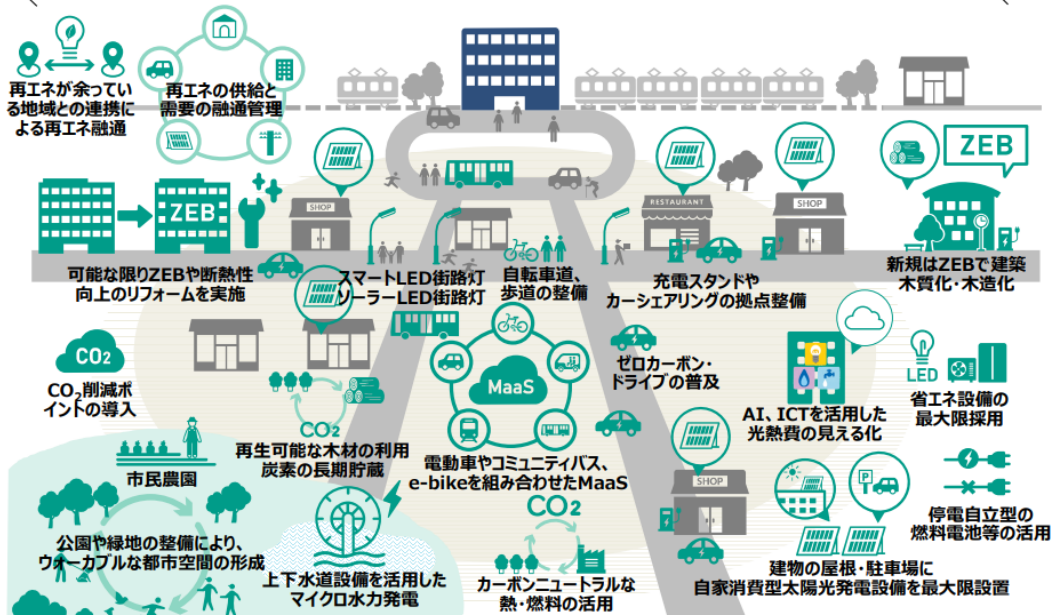 再エネが余ってい
る地域との連携に
よる再エネ融通
再エネの供給と
需要の融通管理
ZEB
ZEB
SHOP
RESTAURANT
SHOP
可能な限りZEBや断熱性
向上のリフォームを実施
スマートLED街路灯
ソーラーLED街路灯
自転車道、
歩道の整備
充電スタンドや
カーシェアリングの拠点整備
新規はZEBで建築
木質化・木造化
CO2
CO2削減ポ
イントの導入
CO2
再生可能な木材の利用
炭素の長期貯蔵
MaaS
電動車やコミュニティバス、
e-bikeを組み合わせたMaaS
ゼロカーボン・
ドライブの普及
AI、ICTを活用した
光熱費の見える化
LED
省エネ設備の
最大限採用
市民農園
公園や緑地の整備により、
ウォーカブルな都市空間の形成
上下水道設備を活用した
マイクロ水力発電
CO2
カーボンニュートラルな
熱・燃料の活用
SHOP
P
建物の屋根・駐車場に
自家消費型太陽光発電設備を最大限設置
停電自立型の
燃料電池等の活用